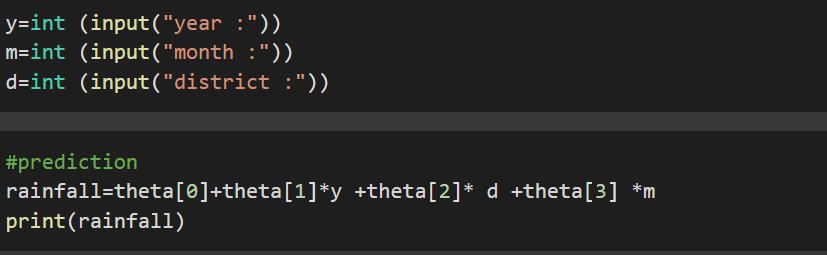 y=int (input("year :"))
m=int (input("month :"))
d=int (input("district :"))
#prediction
rainfall=theta[0]+theta[1]*y +theta[2]* d +theta[3] *m
print(rainfall)